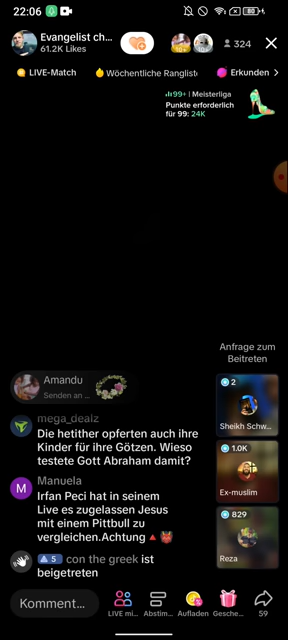 22:06
80
Evangelist ch...
61.2K Likes
10+
10+
324
LIVE-Match
Wöchentliche Rangliste
Erkunden >
99+ | Meisterliga
Punkte erforderlich
für 99: 24K
Anfrage zum
Beitreten
2
Sheikh Schw...
1.0K
Ex-muslim
829
Reza
Amandu
Senden an ...
mega_dealz
Die hetither opferten auch ihre
Kinder für ihre Götzen. Wieso
testete Gott Abraham damit?
M
Manuela
Irfan Peci hat in seinem
Live es zugelassen Jesus
mit einem Pittbull zu
vergleichen.Achtung🔺👹
5 con the greek ist
beigetreten
Komment...
LIVE mi...
Abstim...
Aufladen
Gesche...
59